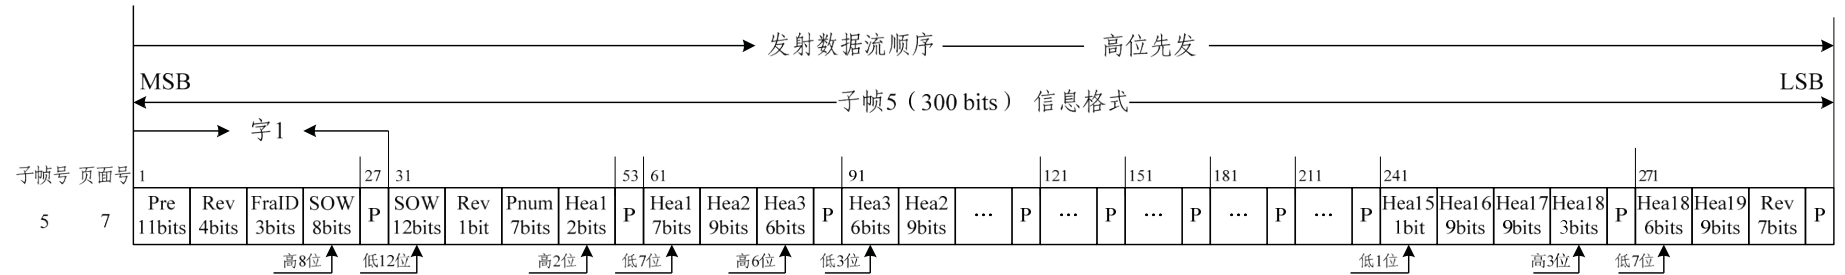 发射数据流顺序 高位先发
MSB LSB
子帧5（300 bits） 信息格式
字1
子帧号 页面号 1 27 31 53 61 91 121 151 181 211 241 271
5 7
Pre 11bits
Rev 4bits
FraID 3bits
SOW 8bits
P
SOW 12bits
Rev 1bit
Pnum 7bits
Hea1 2bits
P
Hea1 7bits
Hea2 9bits
Hea3 6bits
P
Hea3 6bits
Hea2 9bits
…
P
…
P
…
P
…
P
…
P
Hea15 1bit
Hea16 9bits
Hea17 9bits
Hea18 3bits
P
Hea18 6bits
Hea19 9bits
Rev 7bits
P
高8位 低12位 高2位 低7位 高6位 低3位 低1位 高3位 低7位